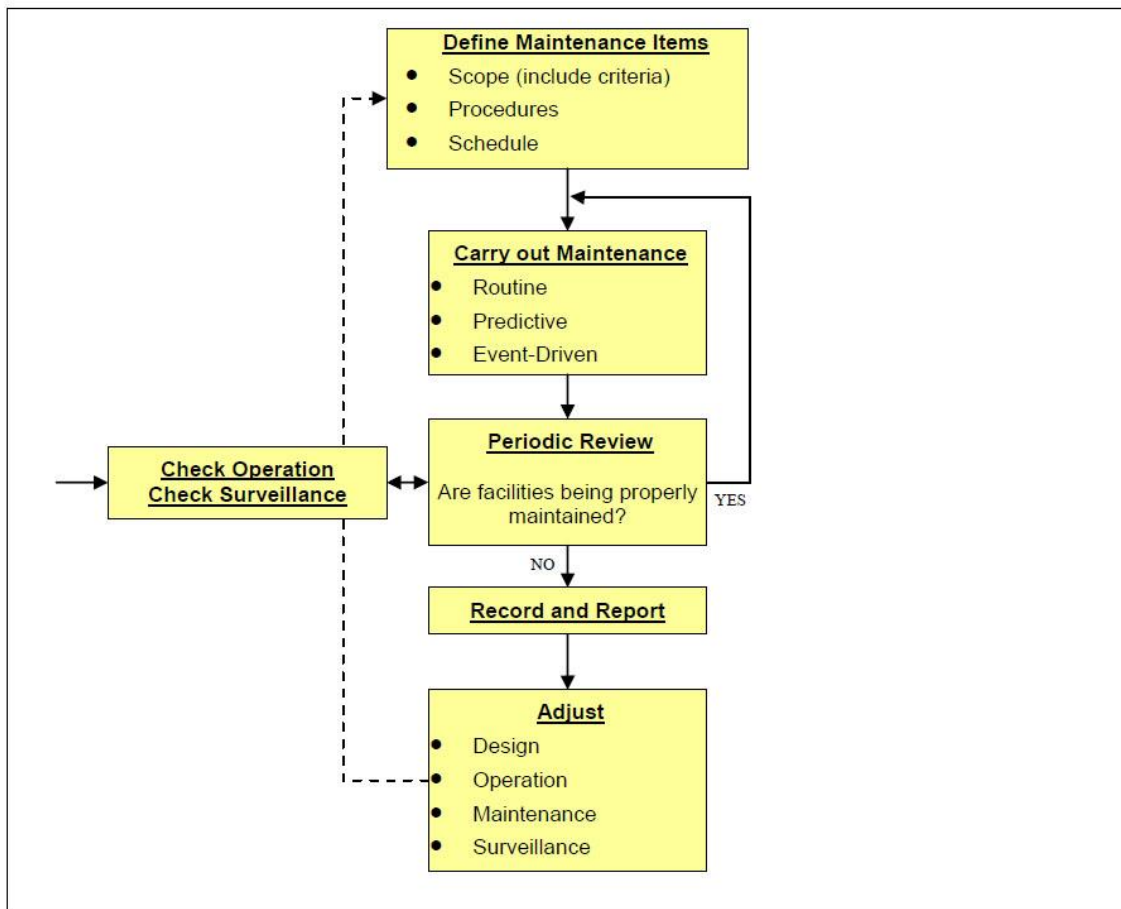 Define Maintenance Items
● Scope (include criteria)
● Procedures
● Schedule
Carry out Maintenance
● Routine
● Predictive
● Event-Driven
Check Operation
Check Surveillance
Periodic Review
Are facilities being properly
maintained?
YES
NO
Record and Report
Adjust
● Design
● Operation
● Maintenance
● Surveillance